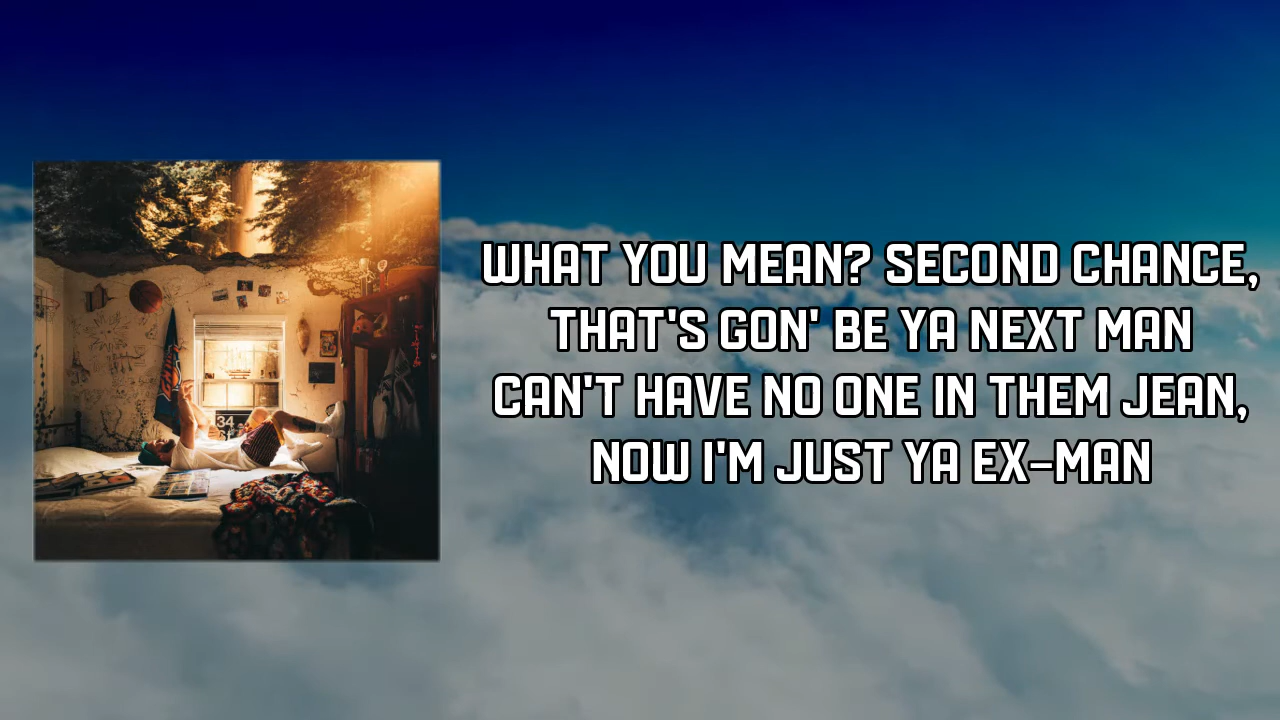 WHAT YOU MEAN? SECOND CHANCE,
THAT'S GON' BE YA NEXT MAN
CAN'T HAVE NO ONE IN THEM JEAN,
NOW I'M JUST YA EX-MAN
34